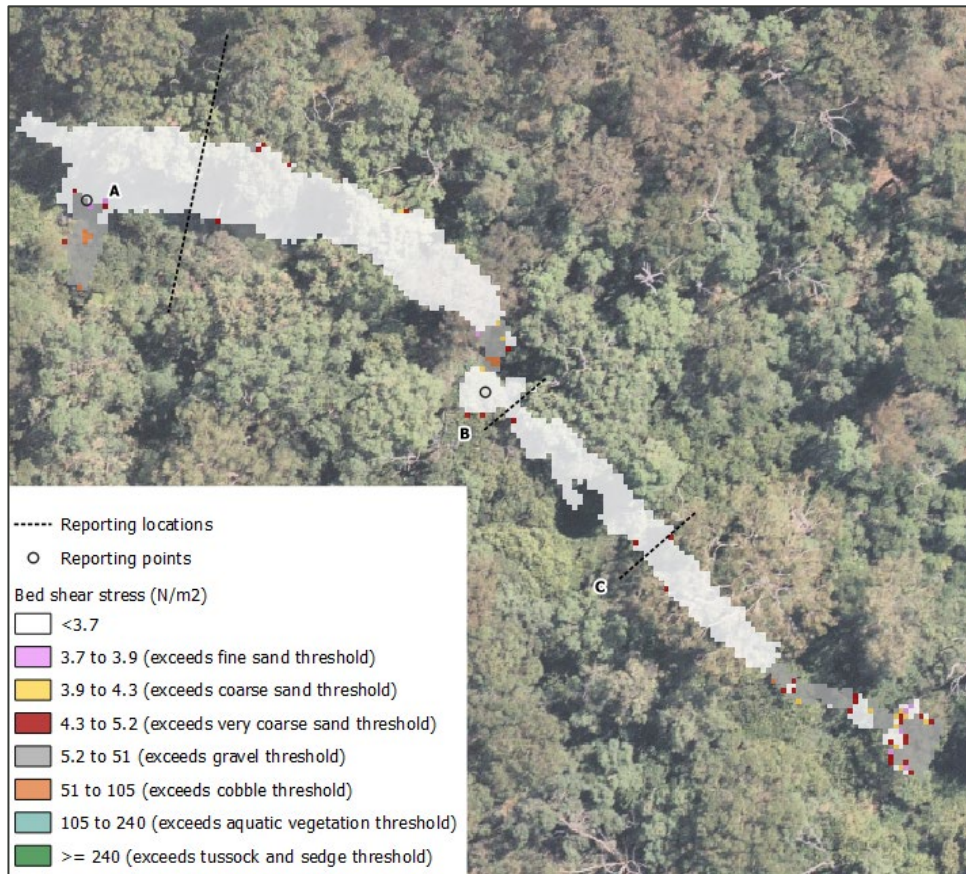 A
B
C
Reporting locations
Reporting points
Bed shear stress (N/m2)
<3.7
3.7 to 3.9 (exceeds fine sand threshold)
3.9 to 4.3 (exceeds coarse sand threshold)
4.3 to 5.2 (exceeds very coarse sand threshold)
5.2 to 51 (exceeds gravel threshold)
51 to 105 (exceeds cobble threshold)
105 to 240 (exceeds aquatic vegetation threshold)
>= 240 (exceeds tussock and sedge threshold)